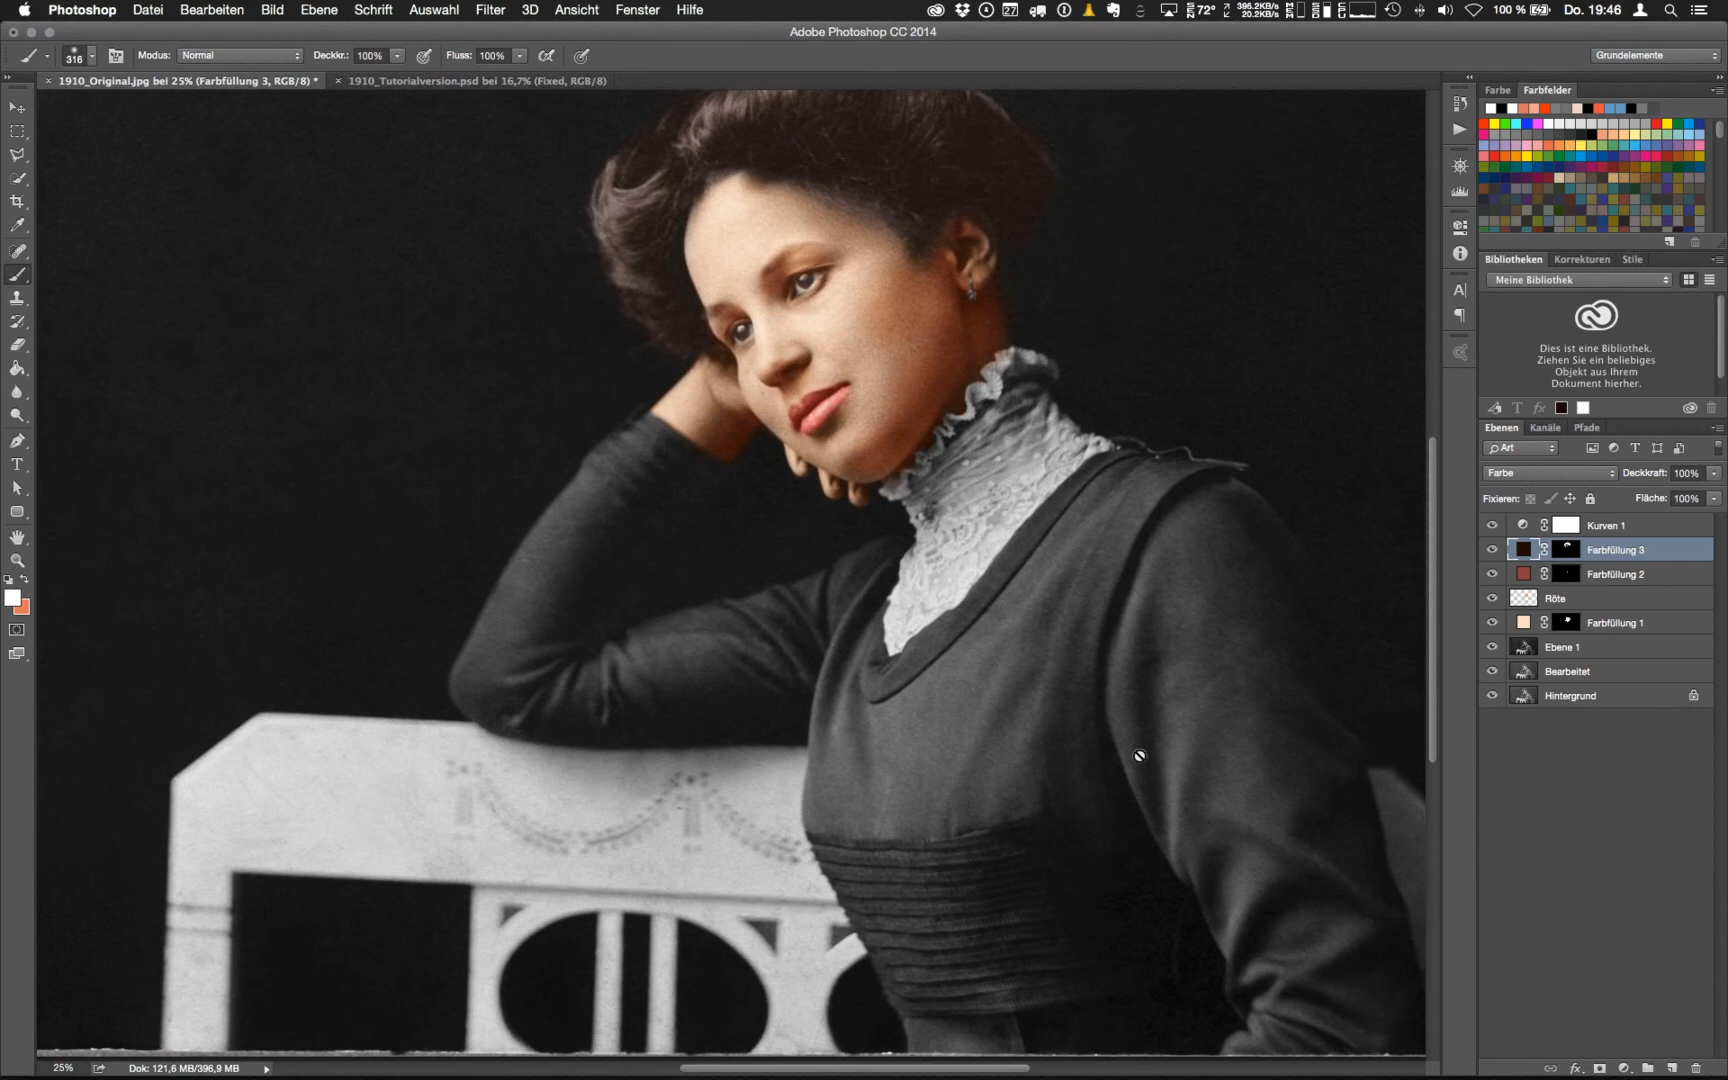 Photoshop Datei Bearbeiten Bild Ebene Schrift Auswahl Filter 3D Ansicht Fenster Hilfe
27 72° 396.2KB/s 20.2KB/s 100 % Do. 19:46
Adobe Photoshop CC 2014
316 Modus: Normal Deckkr.: 100% Fluss: 100% Grundelemente
× 1910_Original.jpg bei 25% (Farbfüllung 3, RGB/8) * × 1910_Tutorialversion.psd bei 16,7% (Fixed, RGB/8)
Farbe Farbfelder
Bibliotheken Korrekturen Stile
Meine Bibliothek
Dies ist eine Bibliothek.
Ziehen Sie ein beliebiges
Objekt aus Ihrem
Dokument hierher.
Ebenen Kanäle Pfade
Art
Farbe Deckkraft: 100%
Fixieren: Fläche: 100%
Kurven 1
Farbfüllung 3
Farbfüllung 2
Röte
Farbfüllung 1
Ebene 1
Bearbeitet
Hintergrund
25% Dok: 121,6 MB/396,9 MB